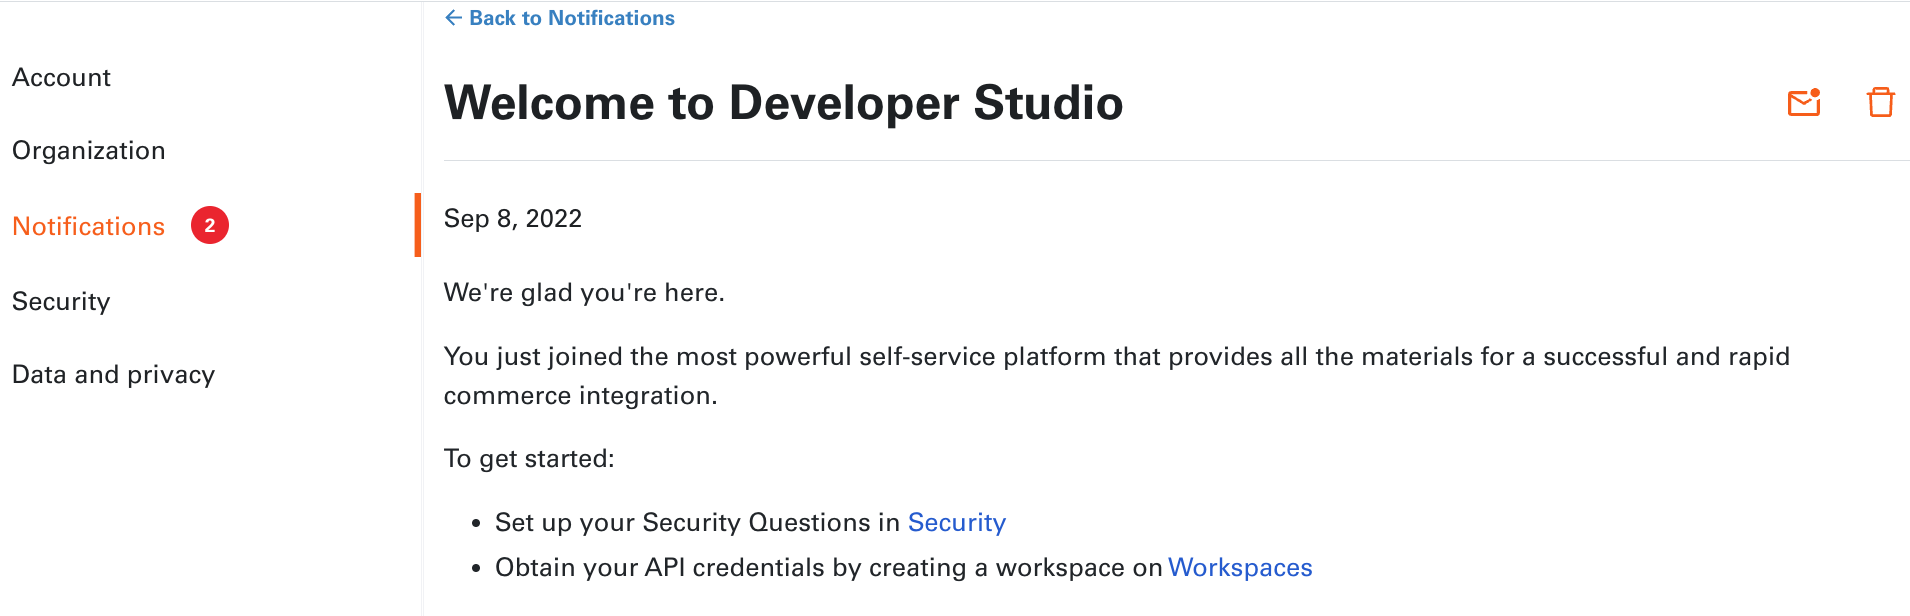 Back to Notifications
Account
Organization
Notifications 2
Security
Data and privacy
Welcome to Developer Studio
Sep 8, 2022
We're glad you're here.
You just joined the most powerful self-service platform that provides all the materials for a successful and rapid
commerce integration.
To get started:
• Set up your Security Questions in Security
• Obtain your API credentials by creating a workspace on Workspaces